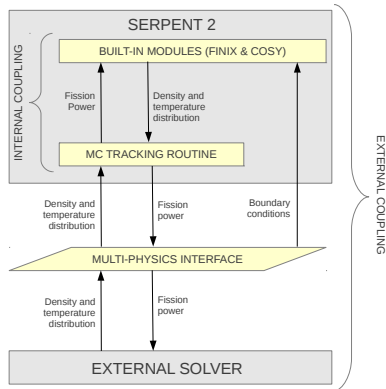 SERPENT 2
BUILT-IN MODULES (FINIX & COSY)
INTERNAL COUPLING
Fission
Power
Density and
temperature
distribution
MC TRACKING ROUTINE
Density and
temperature
distribution
Fission
power
Boundary
conditions
EXTERNAL COUPLING
MULTI-PHYSICS INTERFACE
Density and
temperature
distribution
Fission
power
EXTERNAL SOLVER